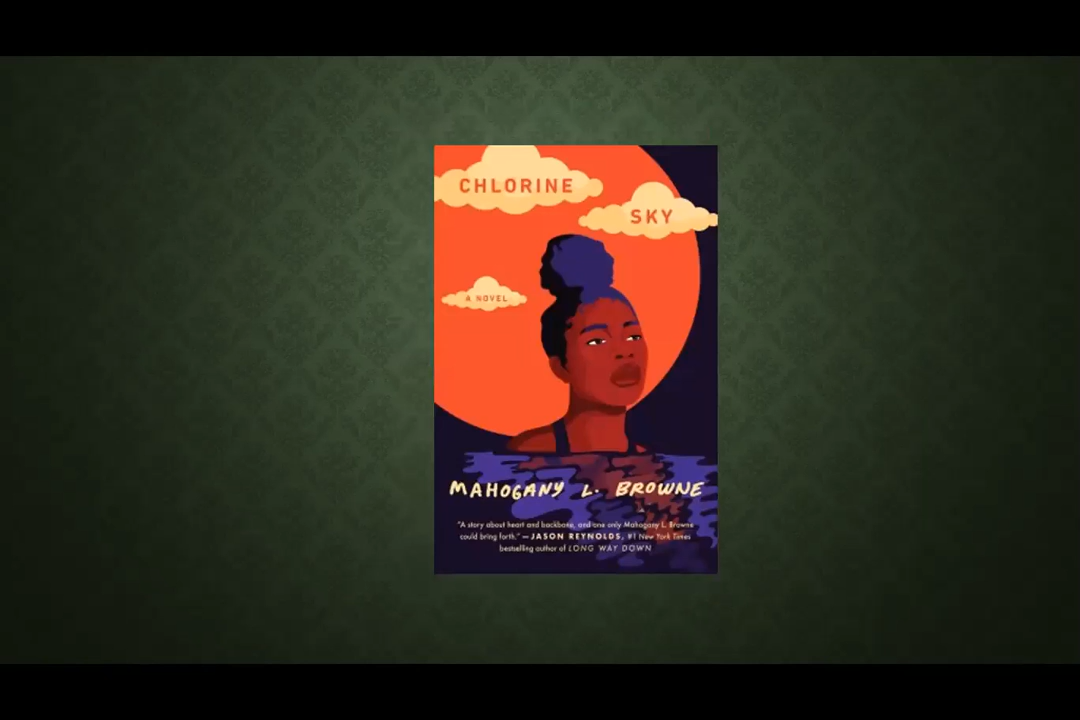 CHLORINE
SKY
A NOVEL
MAHOGANY L. BROWNE
"A story about heart and backbone, and one only Mahogany L. Browne
could bring forth." —JASON REYNOLDS, #1 New York Times
bestselling author of LONG WAY DOWN